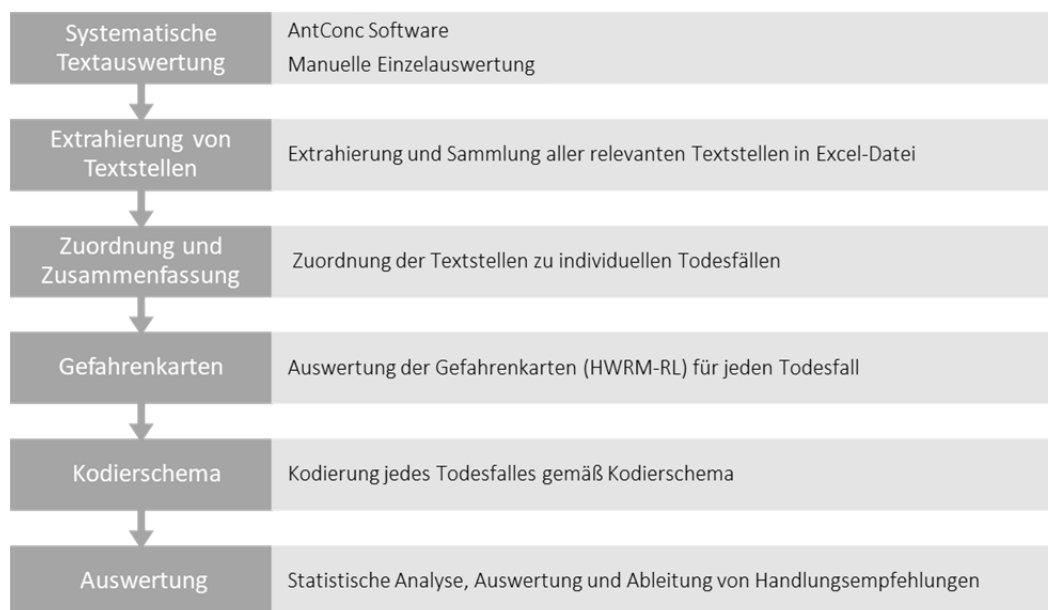 Systematische
Textauswertung
AntConc Software
Manuelle Einzelauswertung
Extrahierung von
Textstellen
Extrahierung und Sammlung aller relevanten Textstellen in Excel-Datei
Zuordnung und
Zusammenfassung
Zuordnung der Textstellen zu individuellen Todesfällen
Gefahrenkarten
Auswertung der Gefahrenkarten (HWRM-RL) für jeden Todesfall
Kodierschema
Kodierung jedes Todesfalles gemäß Kodierschema
Auswertung
Statistische Analyse, Auswertung und Ableitung von Handlungsempfehlungen